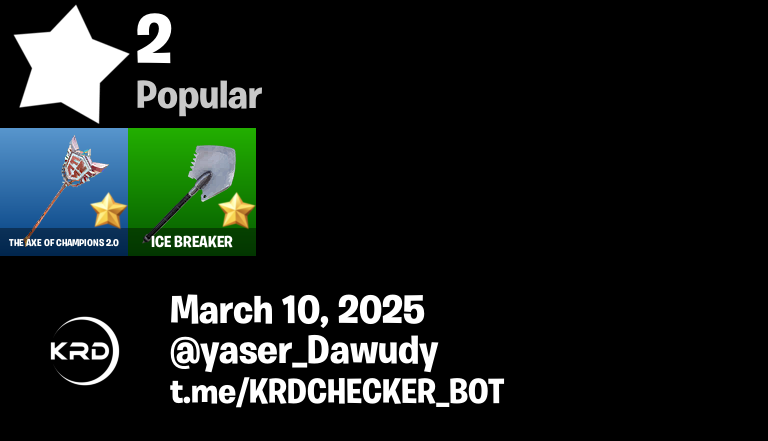 2
Popular
THE AXE OF CHAMPIONS 2.0
ICE BREAKER
March 10, 2025
KRD
@yaser_Dawudy
t.me/KRDCHECKER_BOT